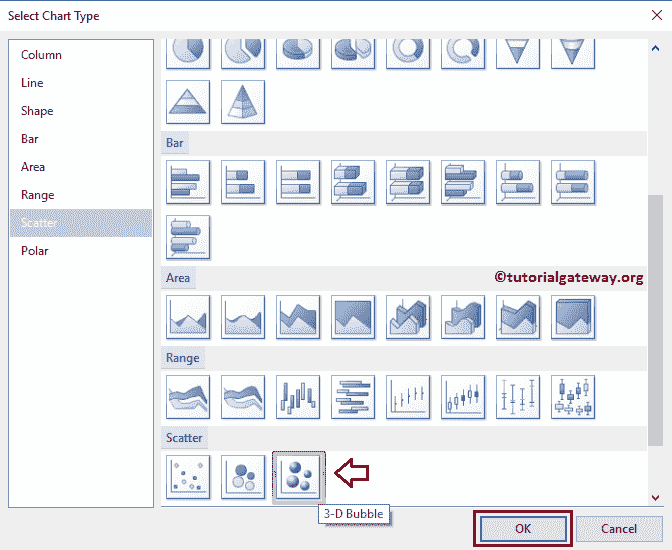 Select Chart Type
Column
Line
Shape
Bar
Area
Range
Scatter
Polar
Bar
Area
©tutorialgateway.org
Range
Scatter
3-D Bubble
OK
Cancel